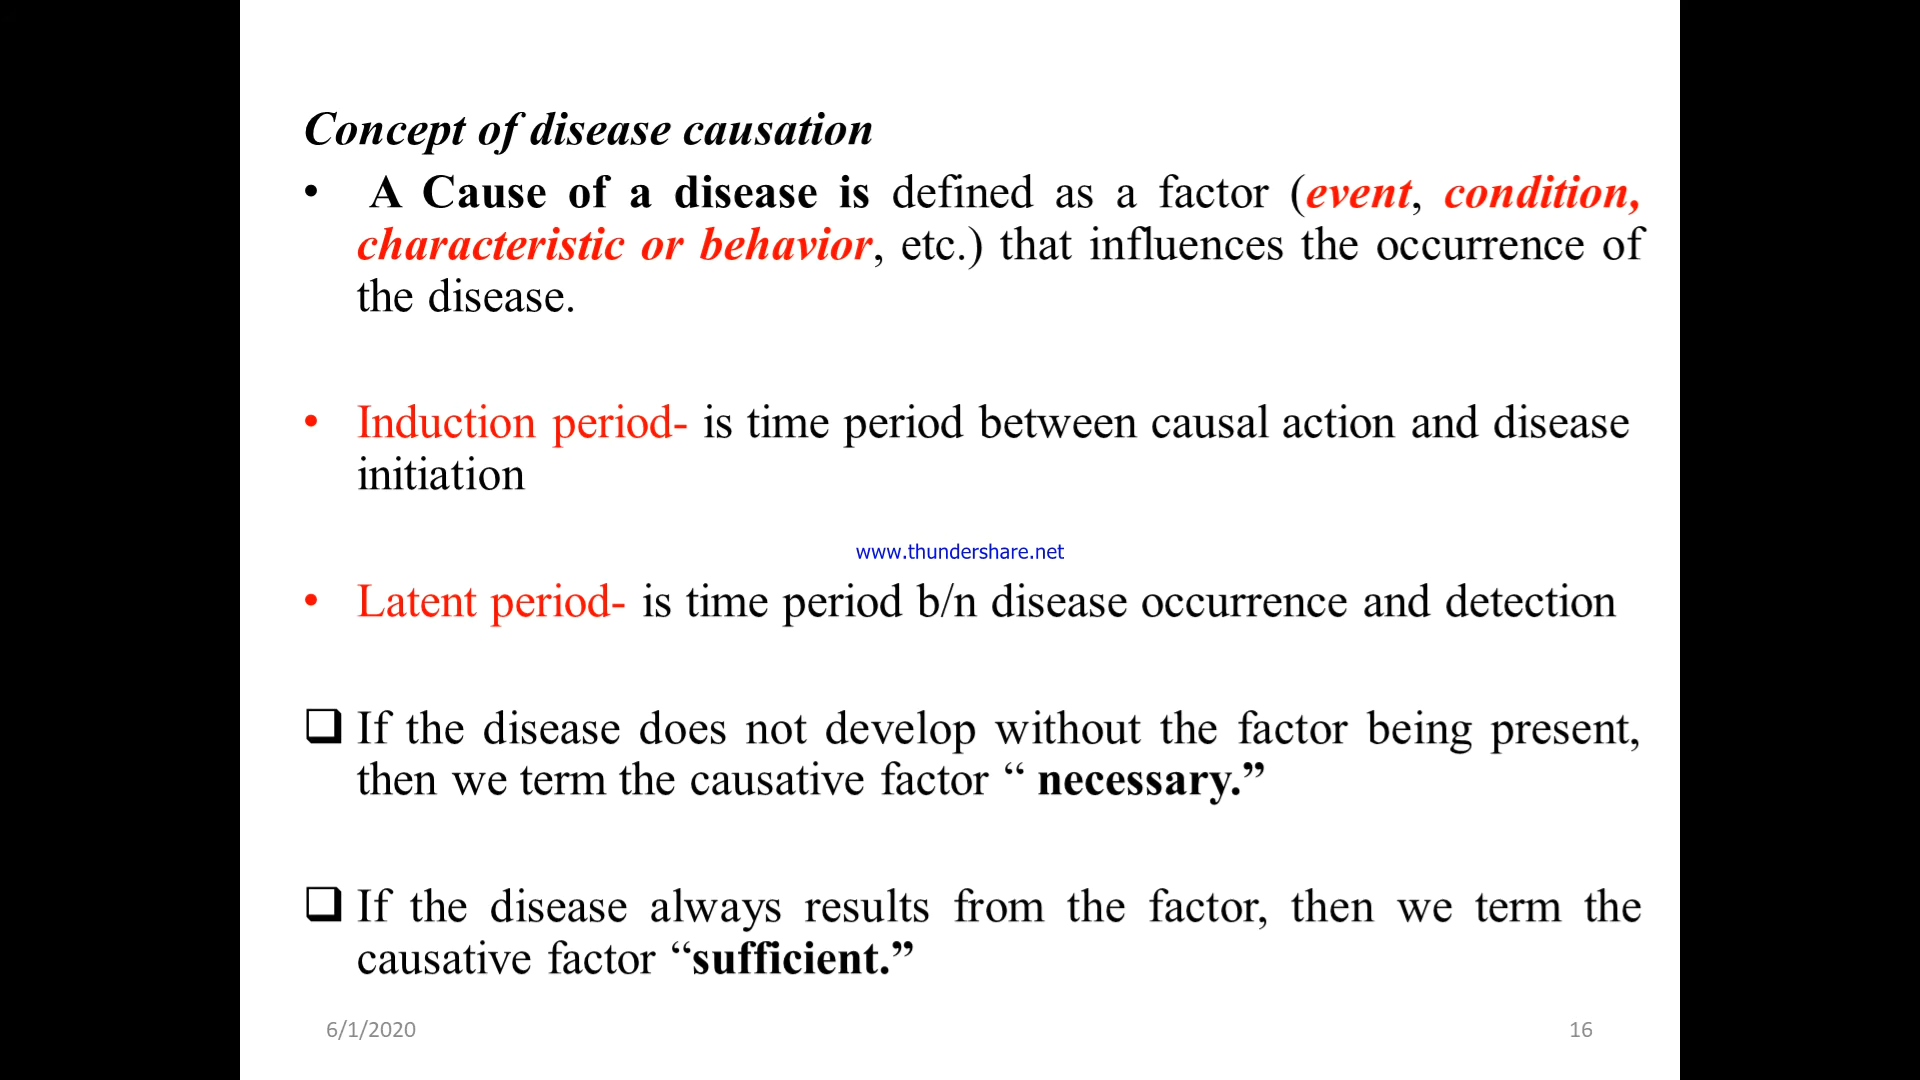 Concept of disease causation
• A Cause of a disease is defined as a factor (event, condition,
characteristic or behavior, etc.) that influences the occurrence of
the disease.
• Induction period- is time period between causal action and disease
initiation
www.thundershare.net
• Latent period- is time period b/n disease occurrence and detection
❑ If the disease does not develop without the factor being present,
then we term the causative factor “ necessary.”
❑ If the disease always results from the factor, then we term the
causative factor “sufficient.”
6/1/2020
16